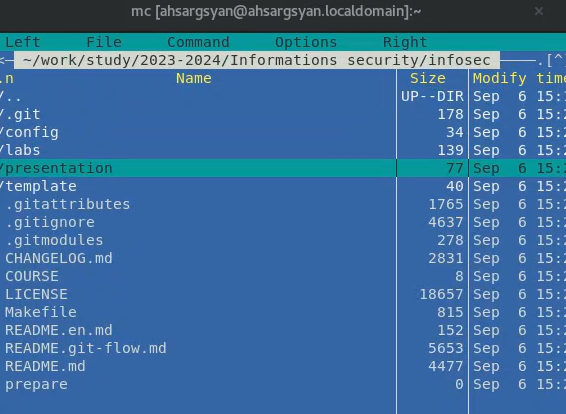 mc [ahsargsyan@ahsargsyan.localdomain]:~ ×
Left File Command Options Right
<─ ~/work/study/2023-2024/Informations security/infosec ─.[^
.n Name Size Modify time
/.. UP--DIR Sep 6 15:
/.git 178 Sep 6 15:2
/config 34 Sep 6 15:2
/labs 139 Sep 6 15:2
/presentation 77 Sep 6 15:2
/template 40 Sep 6 15:2
.gitattributes 1765 Sep 6 15:2
.gitignore 4637 Sep 6 15:2
.gitmodules 278 Sep 6 15:2
CHANGELOG.md 2831 Sep 6 15:2
COURSE 8 Sep 6 15:2
LICENSE 18657 Sep 6 15:2
Makefile 815 Sep 6 15:2
README.en.md 152 Sep 6 15:2
README.git-flow.md 5653 Sep 6 15:2
README.md 4477 Sep 6 15:2
prepare 0 Sep 6 15:2